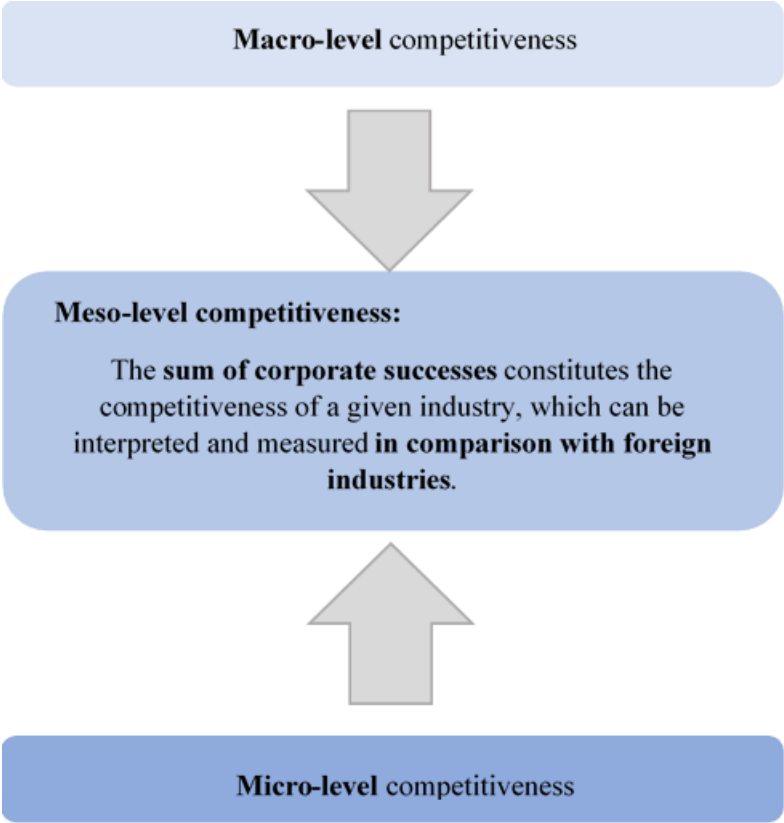 Macro-level competitiveness
Meso-level competitiveness:
The sum of corporate successes constitutes the
competitiveness of a given industry, which can be
interpreted and measured in comparison with foreign
industries.
Micro-level competitiveness